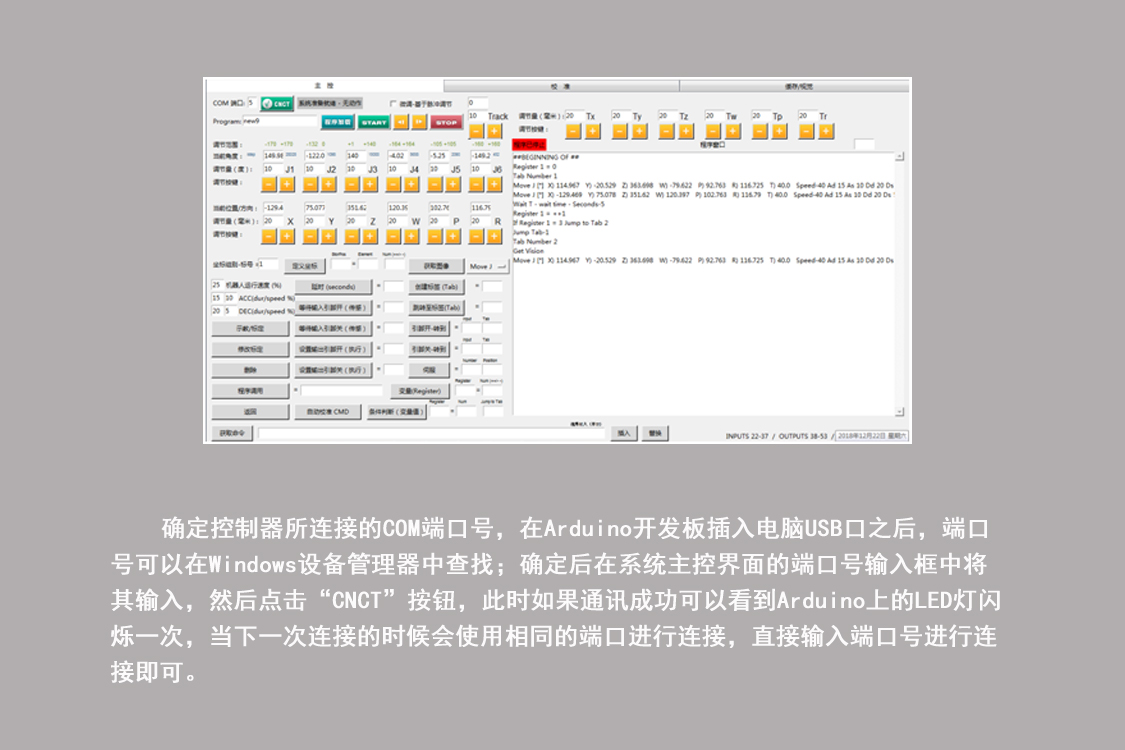 主 控
校 准
储存/视觉
COM 端口: 5 CNCT 系统准备就绪 - 无动作
微调-基于脉冲调节 0
Program: new9 程序加载 START STOP
10 Track
调节量（毫米）: 20 Tx 20 Ty 20 Tz 20 Tw 20 Tp 20 Tr
调节按键:
程序已停止
程序窗口
调节范围: -170 +170 -132 0 +1 +140 -164 +164 -105 +105 -160 +160
当前角度: 149.98 -122.0 140 -4.02 -5.25 -149.2
调节量（度）: 10 J1 10 J2 10 J3 10 J4 10 J5 10 J6
调节按键:
当前位置/方向: -129.4 75.077 351.62 120.39 102.76 116.79
调节量（毫米）: 20 X 20 Y 20 Z 20 W 20 P 20 R
调节按键:
##BEGINNING OF ##
Register 1 = 0
Tab Number 1
Move J [*] X) 114.967 Y) -20.529 Z) 363.698 W) -79.622 P) 92.763 R) 116.725 T) 40.0 Speed-40 Ad 15 As 10 Dd 20 Ds
Move J [*] X) -129.469 Y) 75.078 Z) 351.62 W) 120.397 P) 102.763 R) 116.79 T) 40.0 Speed-40 Ad 15 As 10 Dd 20 Ds
Wait T - wait time - Seconds-5
Register 1 = ++1
If Register 1 = 3 Jump to Tab 2
Jump Tab-1
Tab Number 2
Get Vision
Move J [*] X) 114.967 Y) -20.529 Z) 363.698 W) -79.622 P) 92.763 R) 116.725 T) 40.0 Speed-40 Ad 15 As 10 Dd 20 Ds
定义坐标 = 获取图像 Move J
25 机器人运行速度 (%) 延时 (seconds) = 创建标签 (Tab) =
15 10 ACC(dur/speed %)
20 5 DEC(dur/speed %) 等待输入引脚开（传感） = 跳转至标签(Tab) =
示教/标定 等待输入引脚关（传感） = 引脚开-转到 =
修改标定 设置输出引脚开（执行） = 引脚关-转到 =
删除 设置输出引脚关（执行） = 伺服 =
程序调用 = 变量(Register) =
返回 自动校准 CMD 条件判断（变量值） =
获取命令 插入 替换
INPUTS 22-37 / OUTPUTS 38-53 / 2018年12月22日 星期六
确定控制器所连接的COM端口号，在Arduino开发板插入电脑USB口之后，端口
号可以在Windows设备管理器中查找；确定后在系统主控界面的端口号输入框中将
其输入，然后点击“CNCT”按钮，此时如果通讯成功可以看到Arduino上的LED灯闪
烁一次，当下一次连接的时候会使用相同的端口进行连接，直接输入端口号进行连
接即可。